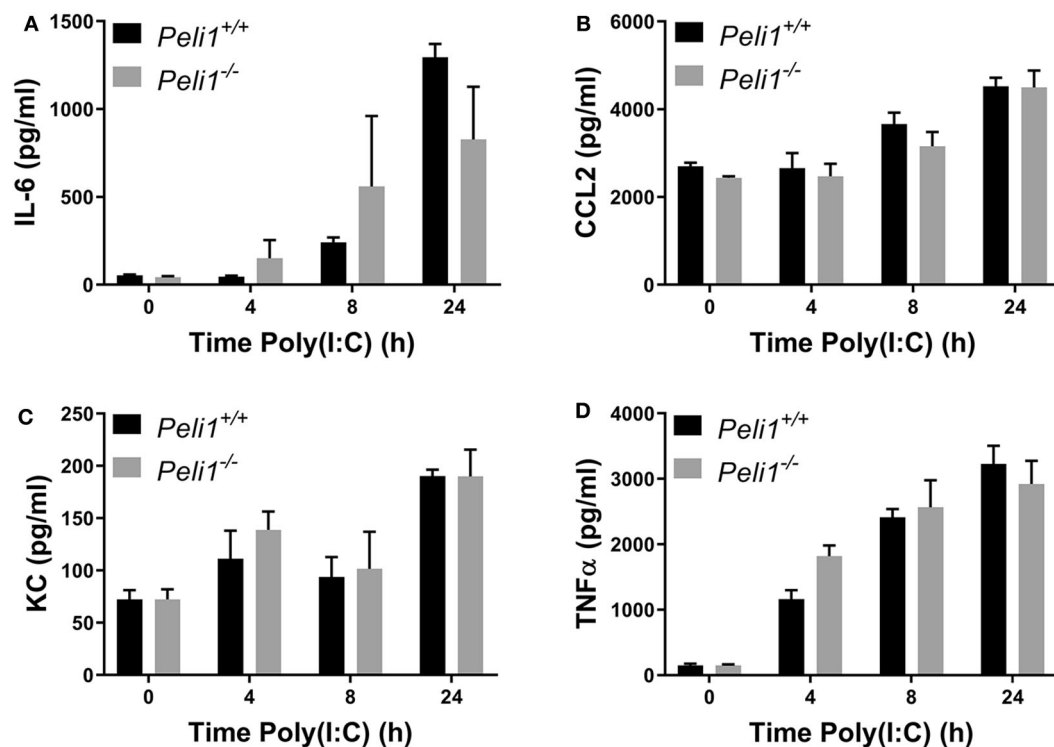 A
Peli1+/+
Peli1-/-
IL-6 (pg/ml)
1500
1000
500
0
0 4 8 24
Time Poly(I:C) (h)
B
Peli1+/+
Peli1-/-
CCL2 (pg/ml)
6000
4000
2000
0
0 4 8 24
Time Poly(I:C) (h)
C
Peli1+/+
Peli1-/-
KC (pg/ml)
250
200
150
100
50
0
0 4 8 24
Time Poly(I:C) (h)
D
Peli1+/+
Peli1-/-
TNFα (pg/ml)
4000
3000
2000
1000
0
0 4 8 24
Time Poly(I:C) (h)